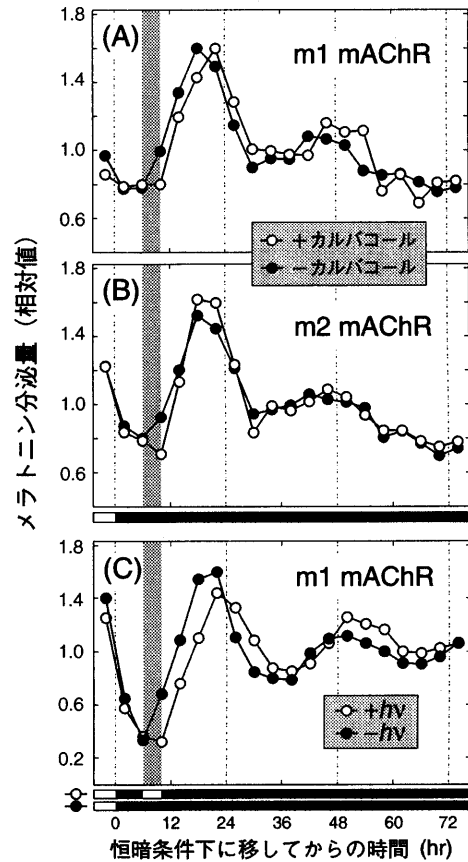 (A)
m1 mAChR
1.8
1.4
1.0
0.6
+カルバコール
−カルバコール
(B)
m2 mAChR
1.8
1.4
1.0
0.6
メラトニン分泌量 (相対値)
(C)
m1 mAChR
1.8
1.4
1.0
0.6
0.2
+hν
−hν
0 12 24 36 48 60 72
恒暗条件下に移してからの時間 (hr)